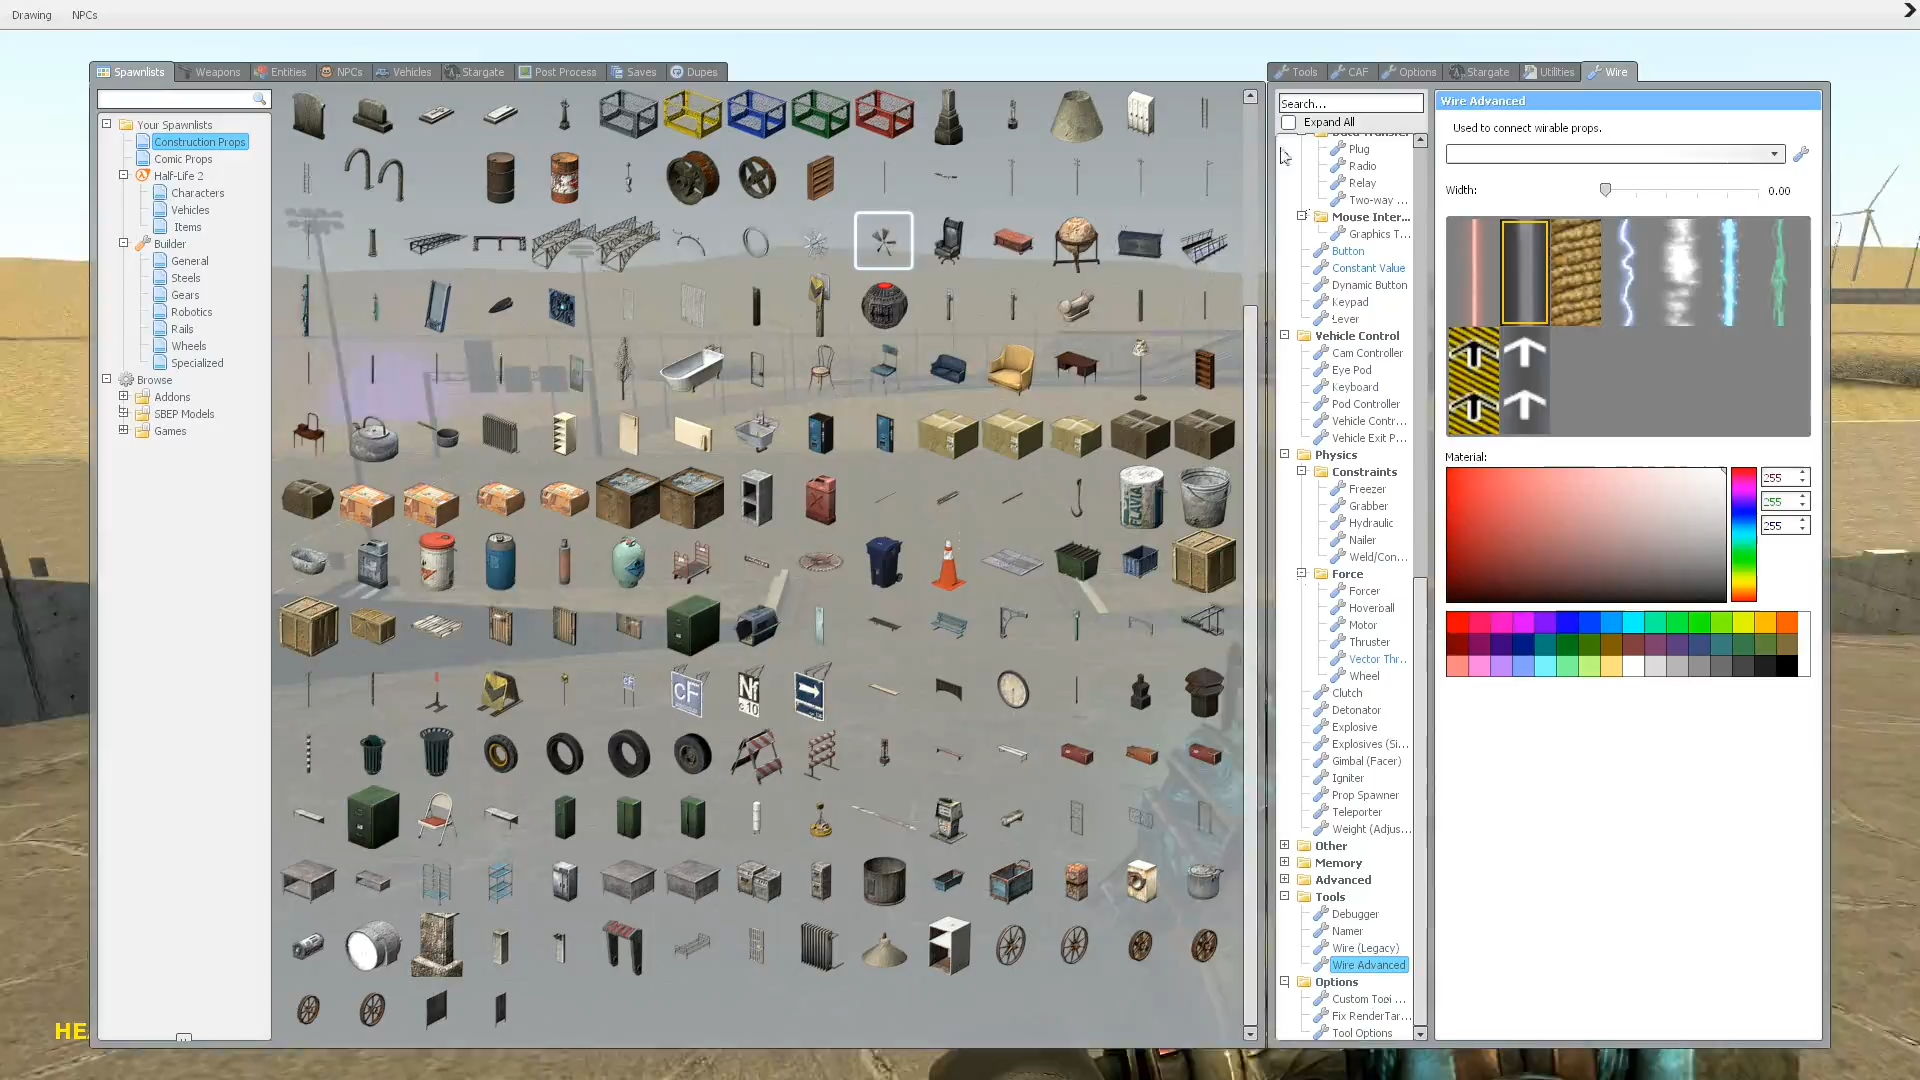 Drawing NPCs
Spawnlists Weapons Entities NPCs Vehicles Stargate Post Process Saves Dupes
Your Spawnlists
Construction Props
Comic Props
Half-Life 2
Characters
Vehicles
Items
Builder
General
Steels
Gears
Robotics
Rails
Wheels
Specialized
Browse
Addons
SBEP Models
Games
FLAVIA
cF
Nf
c 10
HE
Tools CAF Options Stargate Utilities Wire
Search...
Expand All
Data Transfer
Plug
Radio
Relay
Two-way ...
Mouse Inter...
Graphics T...
Button
Constant Value
Dynamic Button
Keypad
Lever
Vehicle Control
Cam Controller
Eye Pod
Keyboard
Pod Controller
Vehicle Contr...
Vehicle Exit P...
Physics
Constraints
Freezer
Grabber
Hydraulic
Nailer
Weld/Con...
Force
Forcer
Hoverball
Motor
Thruster
Vector Thr...
Wheel
Clutch
Detonator
Explosive
Explosives (Si...
Gimbal (Facer)
Igniter
Prop Spawner
Teleporter
Weight (Adjus...
Other
Memory
Advanced
Tools
Debugger
Namer
Wire (Legacy)
Wire Advanced
Options
Custom Tool ...
Fix RenderTar...
Tool Options
Wire Advanced
Used to connect wirable props.
Width: 0.00
Material:
255
255
255